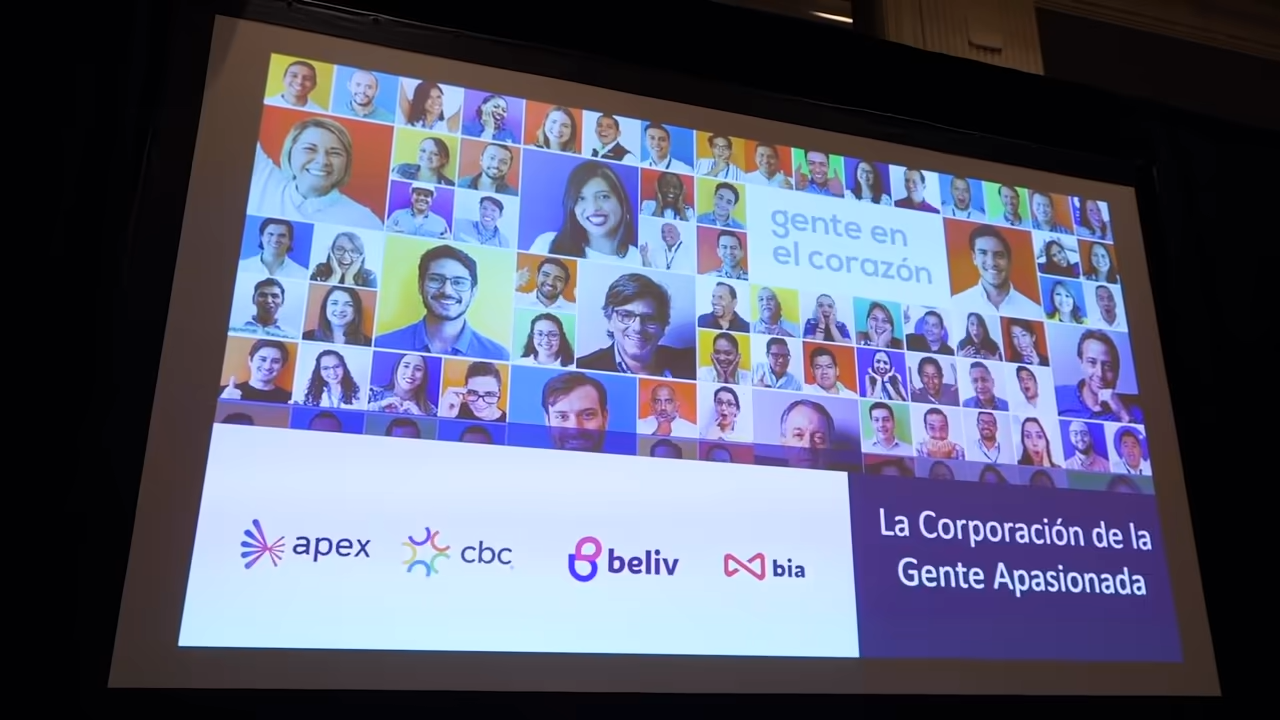 gente en
el corazón
apex
cbc
beliv
bia
La Corporación de la
Gente Apasionada